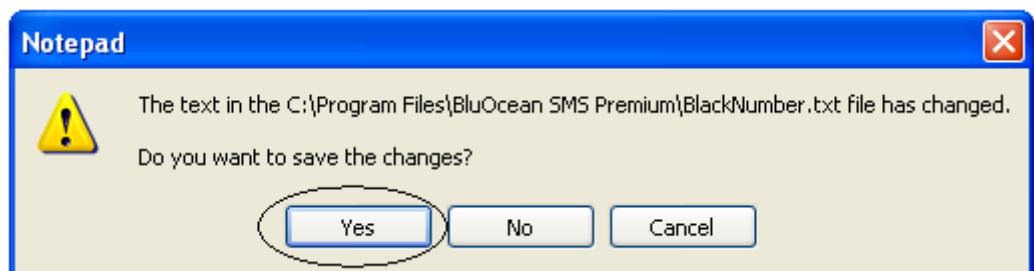 Notepad
The text in the C:\Program Files\BluOcean SMS Premium\BlackNumber.txt file has changed.
Do you want to save the changes?
Yes No Cancel